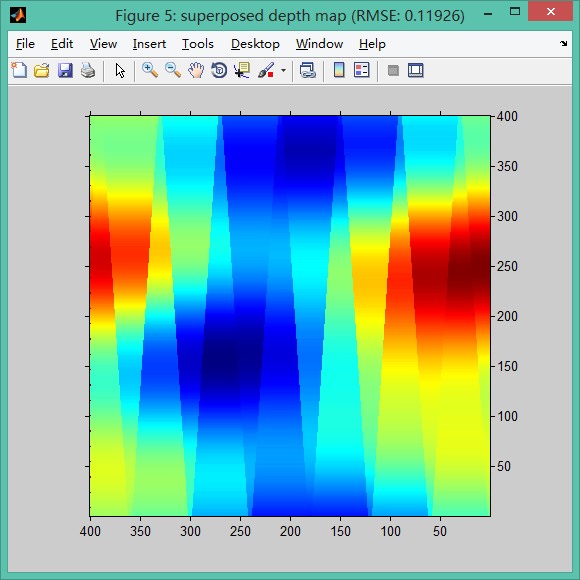 Figure 5: superposed depth map (RMSE: 0.11926)
File Edit View Insert Tools Desktop Window Help
400
350
300
250
200
150
100
50
400 350 300 250 200 150 100 50